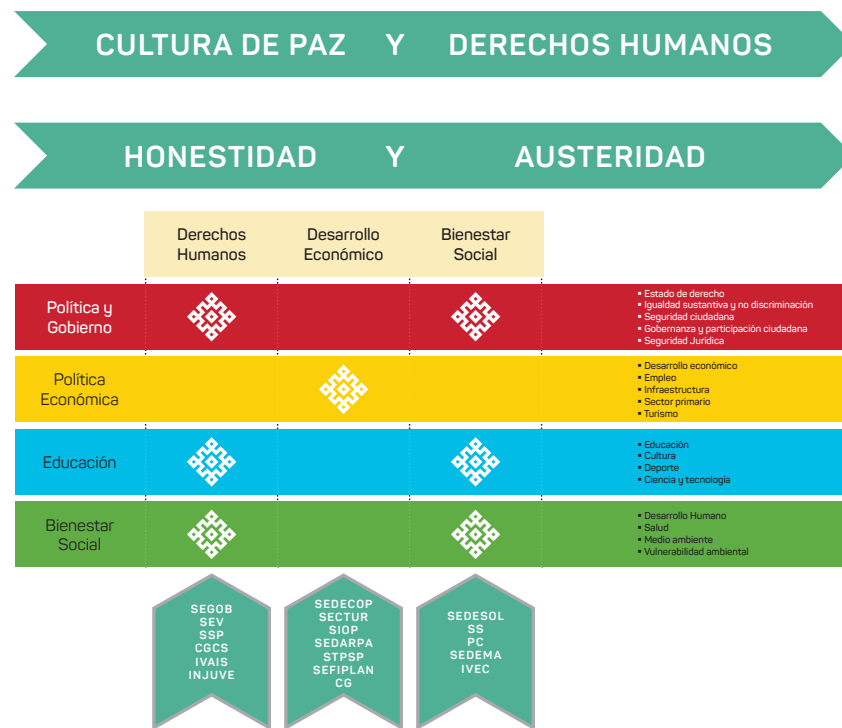 CULTURA DE PAZ Y DERECHOS HUMANOS
HONESTIDAD Y AUSTERIDAD
Derechos
Humanos
Desarrollo
Económico
Bienestar
Social
Política y
Gobierno
▪ Estado de derecho
▪ Igualdad sustantiva y no discriminación
▪ Seguridad ciudadana
▪ Gobernanza y participación ciudadana
▪ Seguridad Jurídica
Política
Económica
▪ Desarrollo económico
▪ Empleo
▪ Infraestructura
▪ Sector primario
▪ Turismo
Educación
▪ Educación
▪ Cultura
▪ Deporte
▪ Ciencia y tecnología
Bienestar
Social
▪ Desarrollo Humano
▪ Salud
▪ Medio ambiente
▪ Vulnerabilidad ambiental
SEGOB
SEV
SSP
CGCS
IVAIS
INJUVE
SEDECOP
SECTUR
SIOP
SEDARPA
STPSP
SEFIPLAN
CG
SEDESOL
SS
PC
SEDEMA
IVEC